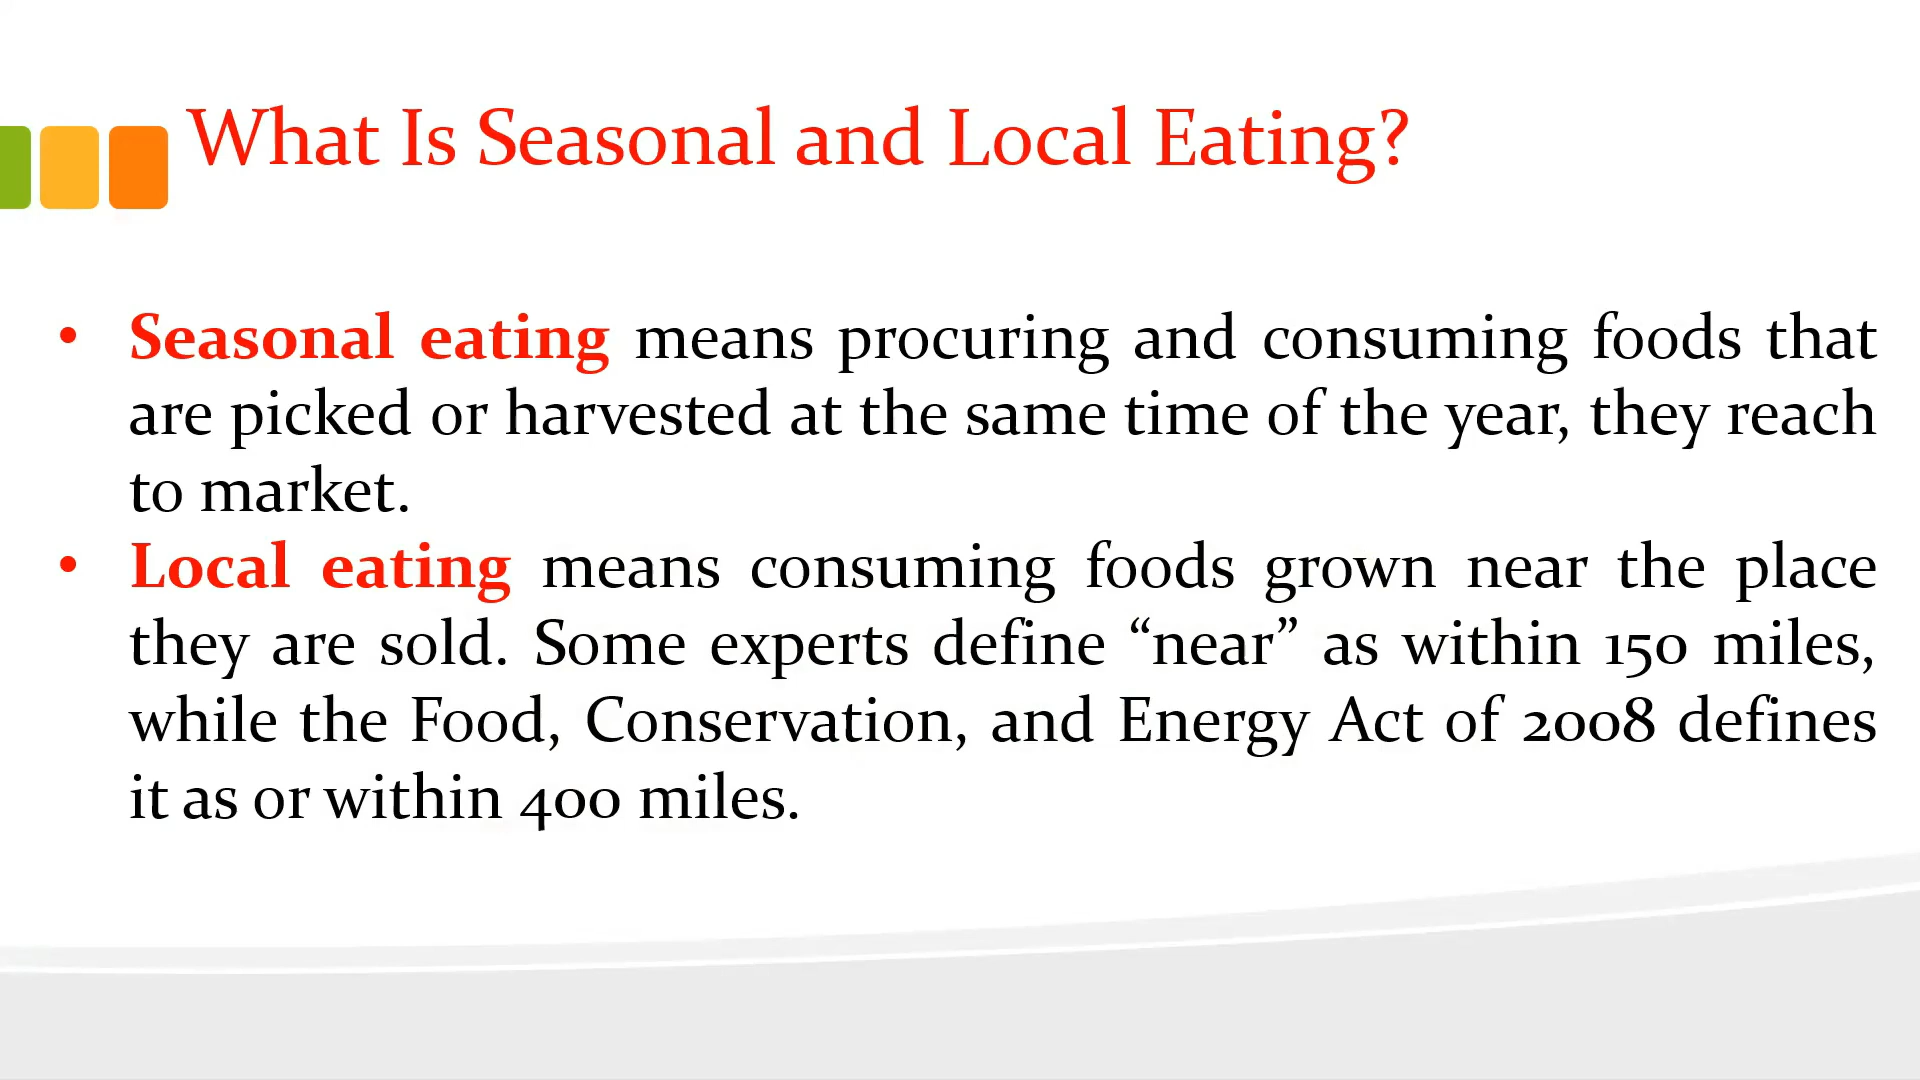 What Is Seasonal and Local Eating?
• Seasonal eating means procuring and consuming foods that
are picked or harvested at the same time of the year, they reach
to market.
• Local eating means consuming foods grown near the place
they are sold. Some experts define “near” as within 150 miles,
while the Food, Conservation, and Energy Act of 2008 defines
it as or within 400 miles.